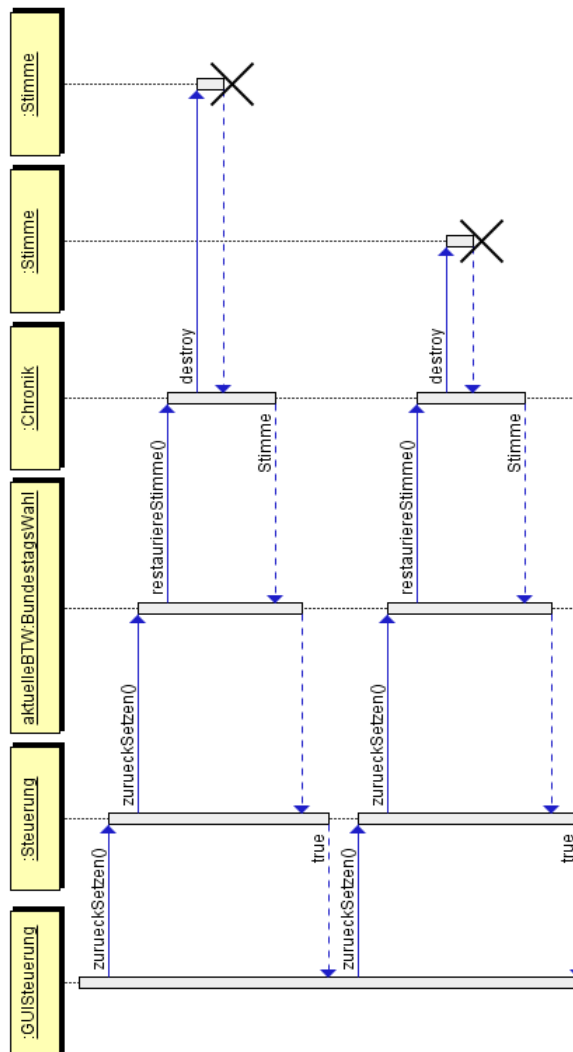 :GUISteuerung
:Steuerung
aktuelleBTW:BundestagsWahl
:Chronik
:Stimme
:Stimme
zurueckSetzen()
zurueckSetzen()
restauriereStimme()
destroy
Stimme
true
zurueckSetzen()
zurueckSetzen()
restauriereStimme()
destroy
Stimme
true